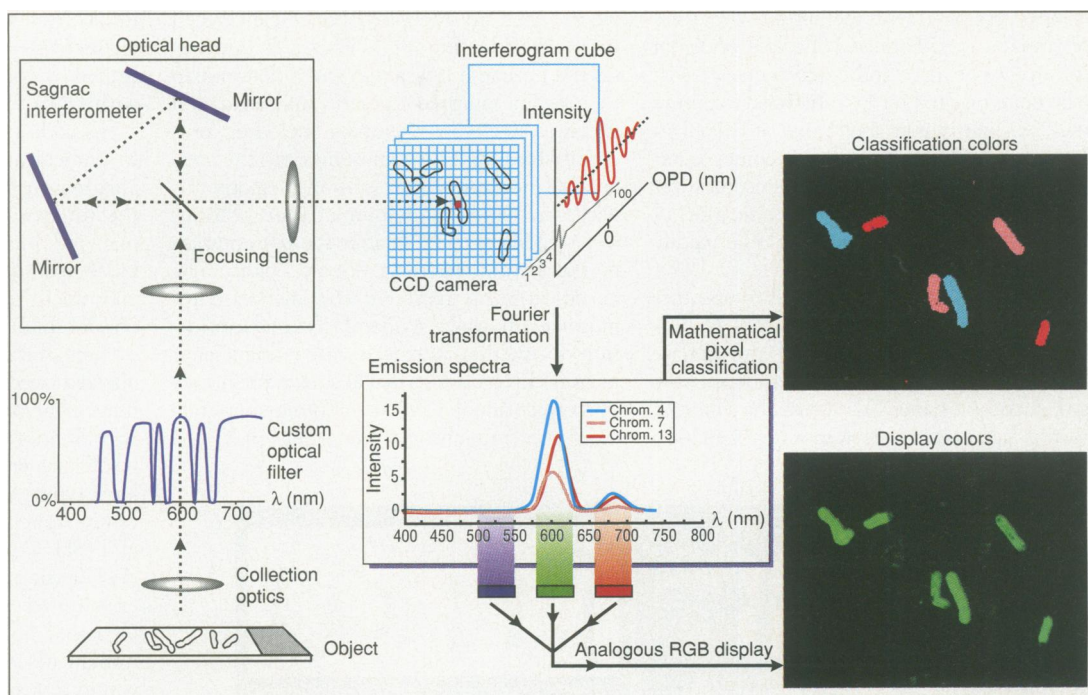 Optical head
Sagnac
interferometer
Mirror
Mirror
Focusing lens
Interferogram cube
Intensity
OPD (nm)
100
0
1 2 3 4
CCD camera
Fourier
transformation
Mathematical
pixel
classification
Emission spectra
Intensity
15
10
5
0
Chrom. 4
Chrom. 7
Chrom. 13
λ (nm)
400 450 500 550 600 650 700 750 800
100%
0%
Custom
optical
filter
λ (nm)
400 500 600 700
Collection
optics
Object
Analogous RGB display
Classification colors
Display colors